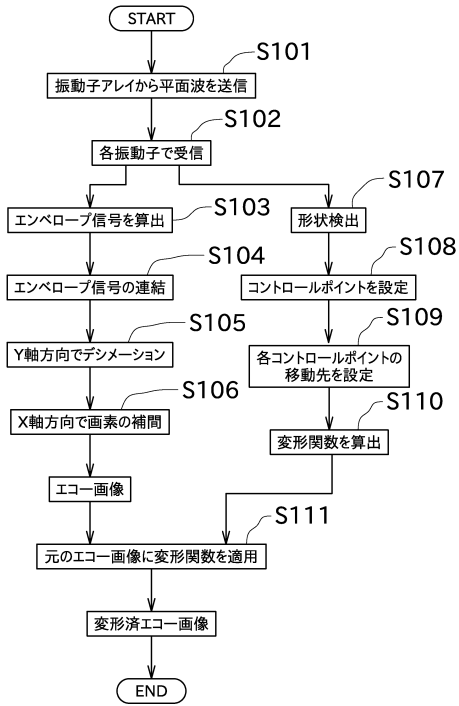 START
S101
振動子アレイから平面波を送信
S102
各振動子で受信
S103
エンベロープ信号を算出
S107
形状検出
S104
エンベロープ信号の連結
S108
コントロールポイントを設定
S105
Y軸方向でデシメーション
S109
各コントロールポイントの
移動先を設定
S106
X軸方向で画素の補間
S110
変形関数を算出
エコー画像
S111
元のエコー画像に変形関数を適用
変形済エコー画像
END